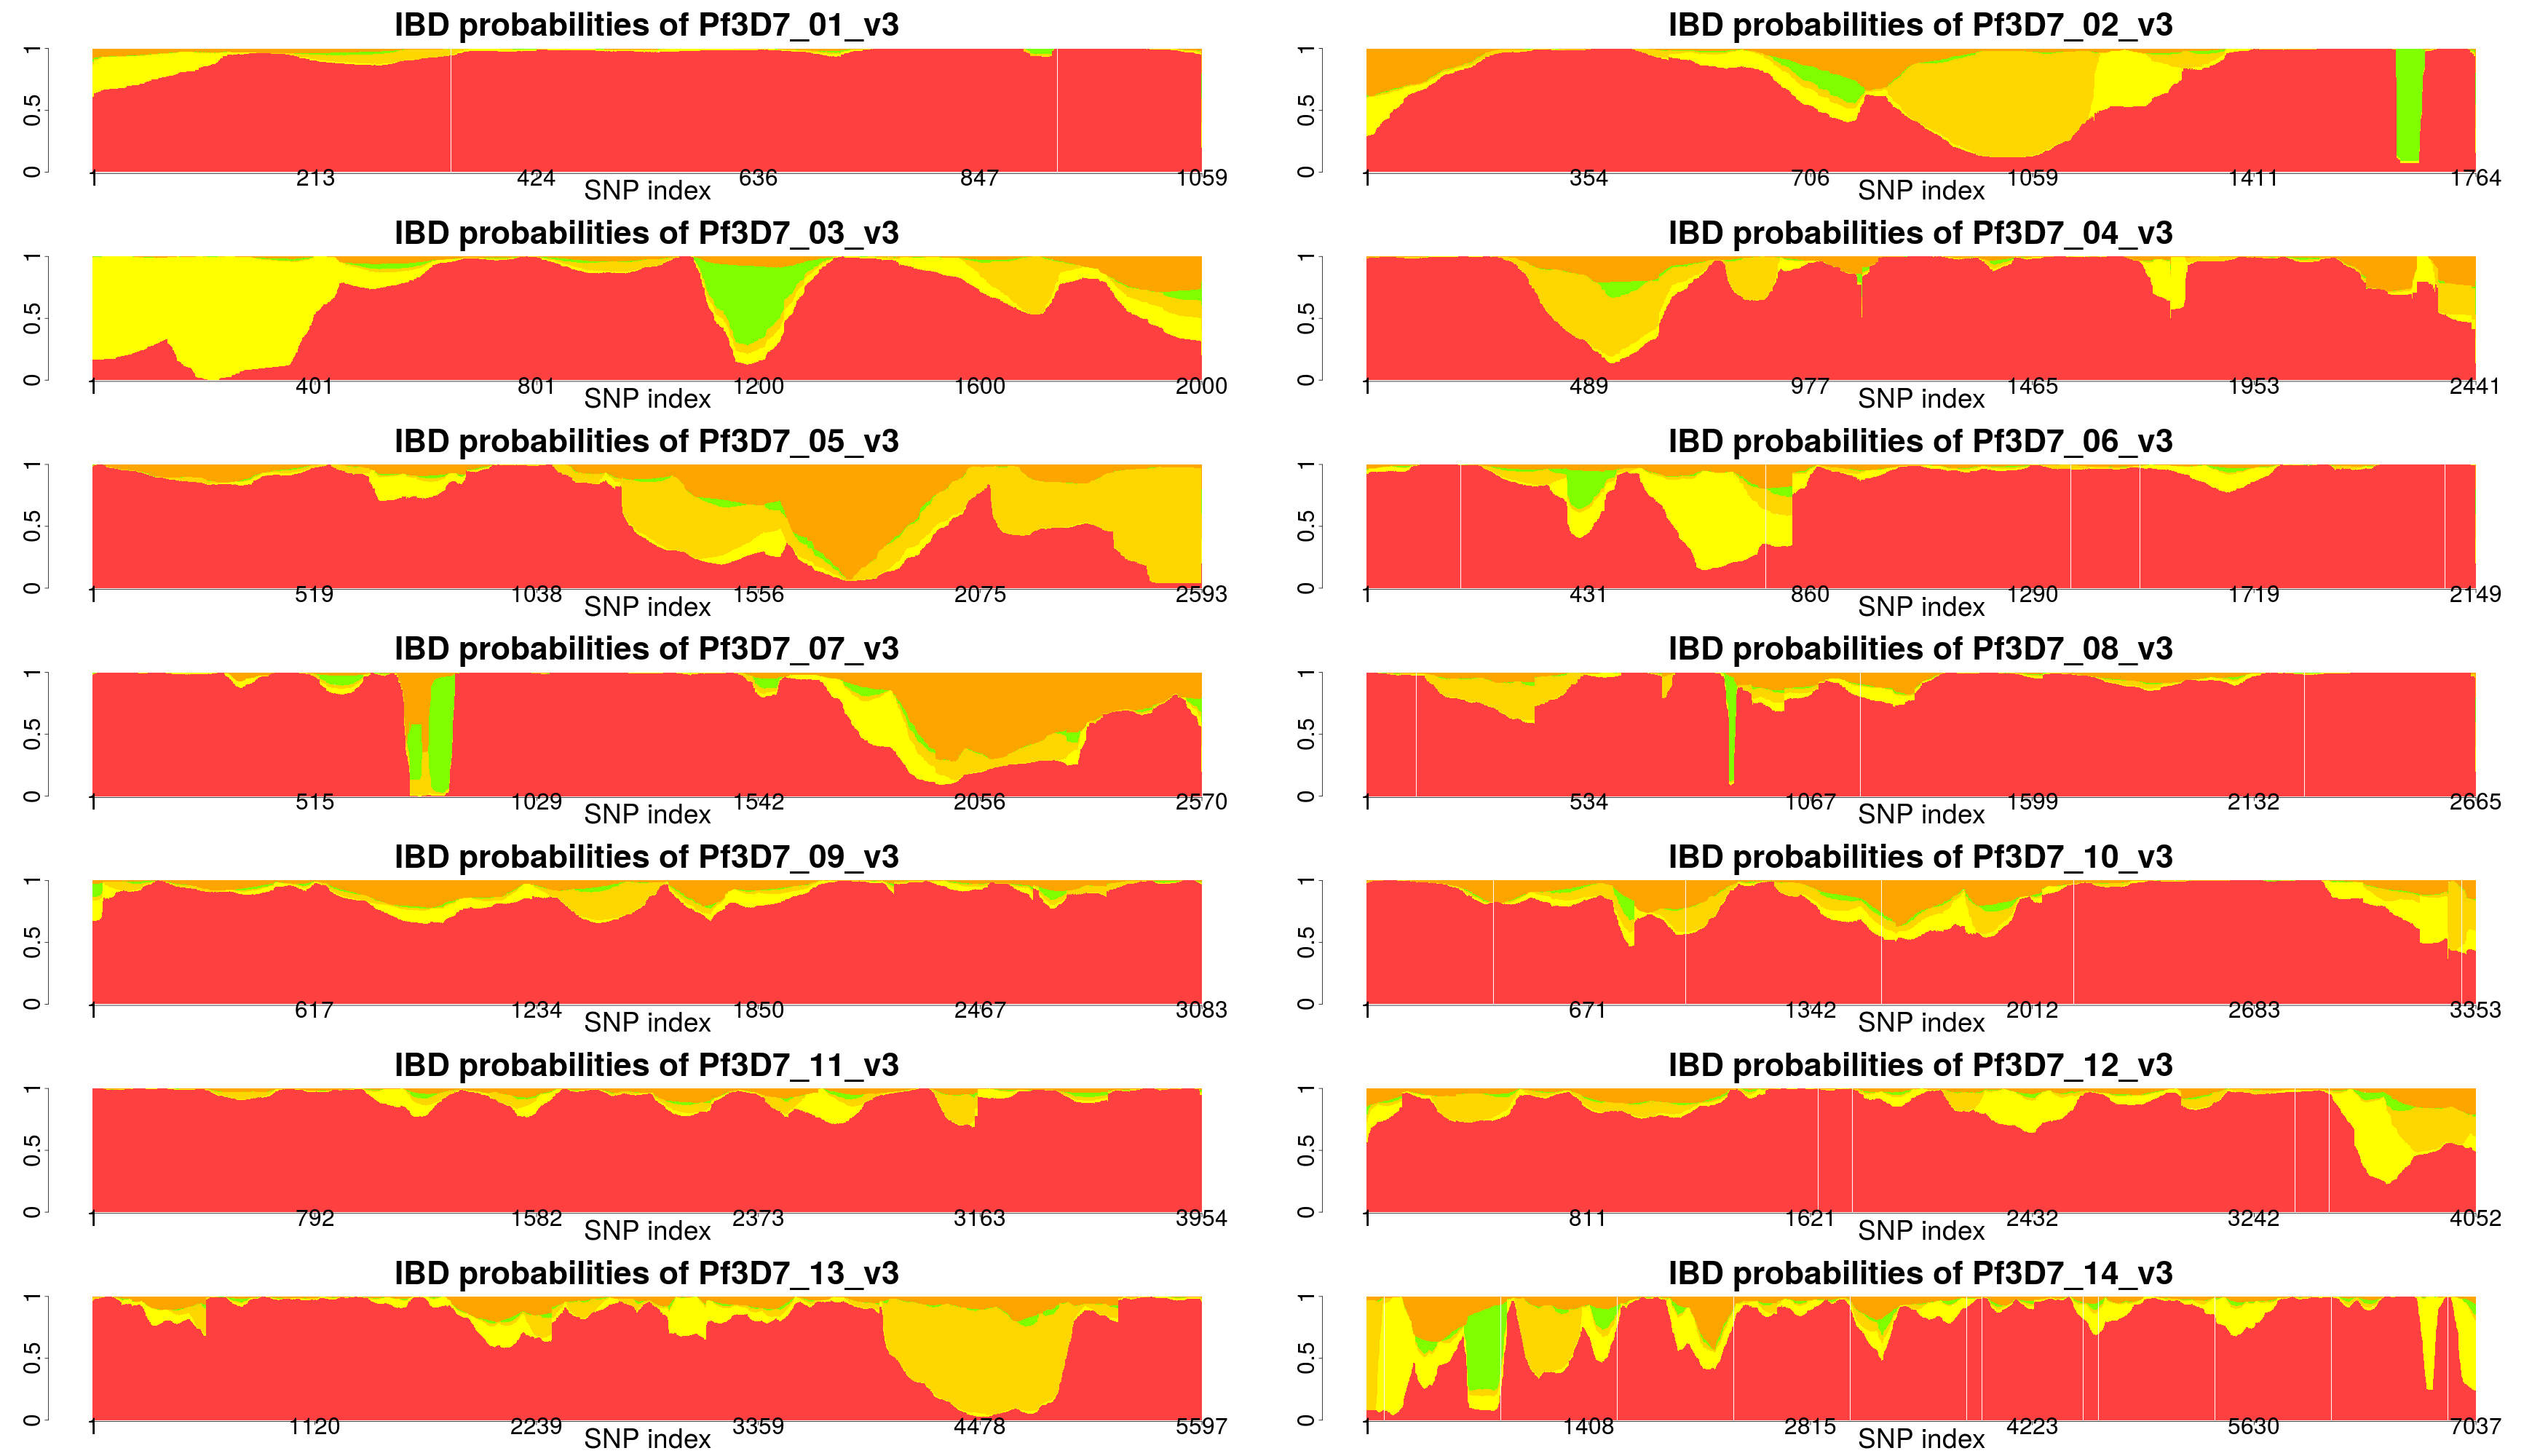 IBD probabilities of Pf3D7_01_v3
0 0.5 1
1 213 424 636 847 1059
SNP index
IBD probabilities of Pf3D7_02_v3
0 0.5 1
1 354 706 1059 1411 1764
SNP index
IBD probabilities of Pf3D7_03_v3
0 0.5 1
1 401 801 1200 1600 2000
SNP index
IBD probabilities of Pf3D7_04_v3
0 0.5 1
1 489 977 1465 1953 2441
SNP index
IBD probabilities of Pf3D7_05_v3
0 0.5 1
1 519 1038 1556 2075 2593
SNP index
IBD probabilities of Pf3D7_06_v3
0 0.5 1
1 431 860 1290 1719 2149
SNP index
IBD probabilities of Pf3D7_07_v3
0 0.5 1
1 515 1029 1542 2056 2570
SNP index
IBD probabilities of Pf3D7_08_v3
0 0.5 1
1 534 1067 1599 2132 2665
SNP index
IBD probabilities of Pf3D7_09_v3
0 0.5 1
1 617 1234 1850 2467 3083
SNP index
IBD probabilities of Pf3D7_10_v3
0 0.5 1
1 671 1342 2012 2683 3353
SNP index
IBD probabilities of Pf3D7_11_v3
0 0.5 1
1 792 1582 2373 3163 3954
SNP index
IBD probabilities of Pf3D7_12_v3
0 0.5 1
1 811 1621 2432 3242 4052
SNP index
IBD probabilities of Pf3D7_13_v3
0 0.5 1
1 1120 2239 3359 4478 5597
SNP index
IBD probabilities of Pf3D7_14_v3
0 0.5 1
1 1408 2815 4223 5630 7037
SNP index